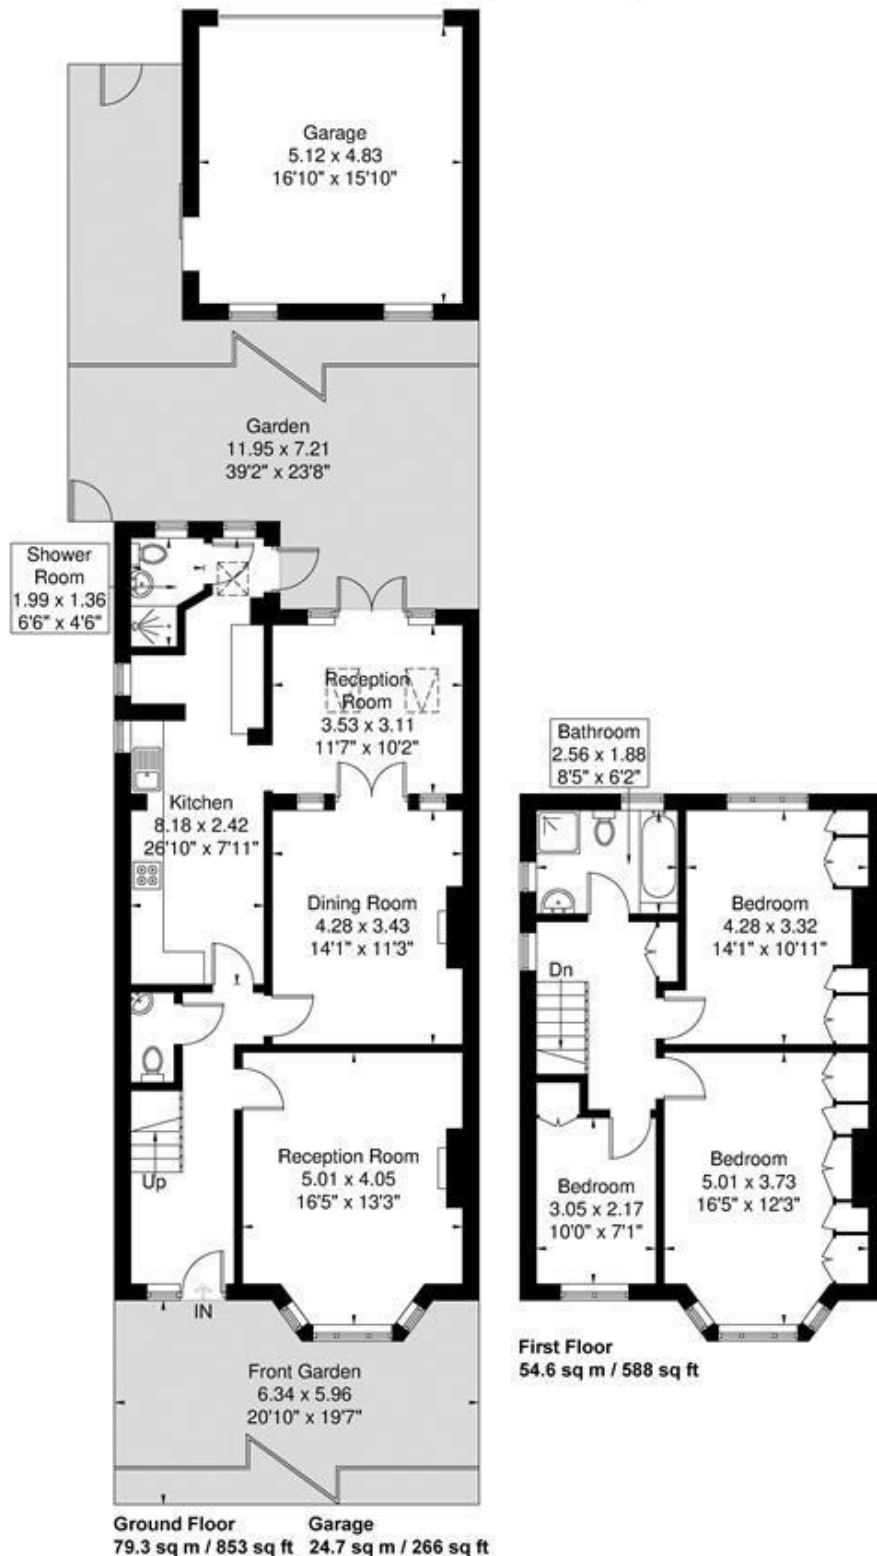 Garage
5.12 x 4.83
16'10" x 15'10"
Garden
11.95 x 7.21
39'2" x 23'8"
Shower
Room
1.99 x 1.36
6'6" x 4'6"
Reception
Room
3.53 x 3.11
11'7" x 10'2"
Kitchen
8.18 x 2.42
26'10" x 7'11"
Dining Room
4.28 x 3.43
14'1" x 11'3"
Reception Room
5.01 x 4.05
16'5" x 13'3"
Up
IN
Front Garden
6.34 x 5.96
20'10" x 19'7"
Ground Floor
79.3 sq m / 853 sq ft
Garage
24.7 sq m / 266 sq ft
Bathroom
2.56 x 1.88
8'5" x 6'2"
Bedroom
4.28 x 3.32
14'1" x 10'11"
Dn
Bedroom
3.05 x 2.17
10'0" x 7'1"
Bedroom
5.01 x 3.73
16'5" x 12'3"
First Floor
54.6 sq m / 588 sq ft